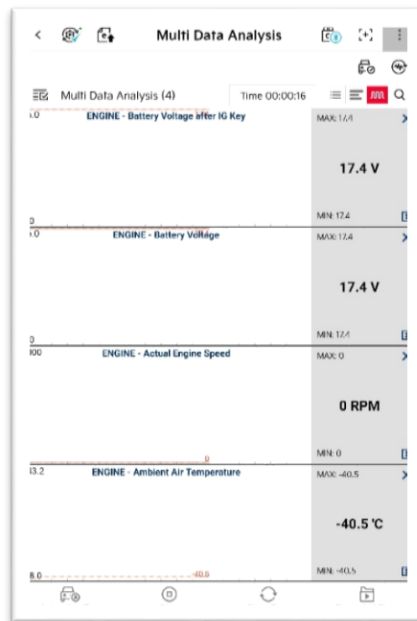 Multi Data Analysis
Multi Data Analysis (4)
Time 00:00:16
ENGINE - Battery Voltage after IG Key
MAX: 17.4
17.4 V
MIN: 17.4
0
ENGINE - Battery Voltage
MAX: 17.4
17.4 V
MIN: 17.4
0
ENGINE - Actual Engine Speed
MAX: 0
0 RPM
0
MIN: 0
ENGINE - Ambient Air Temperature
MAX: -40.5
-40.5 'C
-40.5
MIN: -40.5